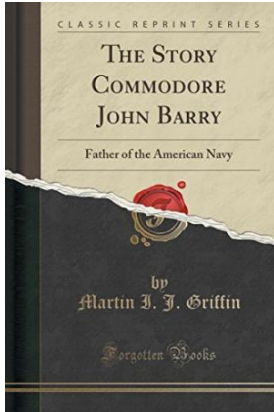 CLASSIC REPRINT SERIES
THE STORY
COMMODORE
JOHN BARRY
Father of the American Navy
by
Martin I. J. Griffin
Forgotten Books